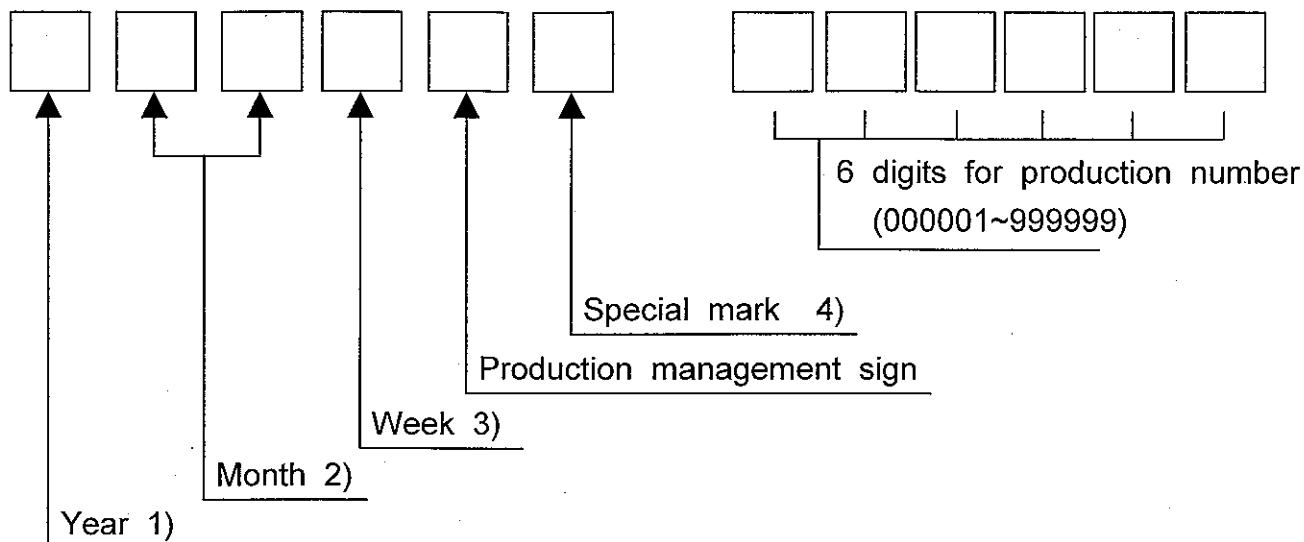 6 digits for production number
(000001~999999)
Special mark 4)
Production management sign
Week 3)
Month 2)
Year 1)